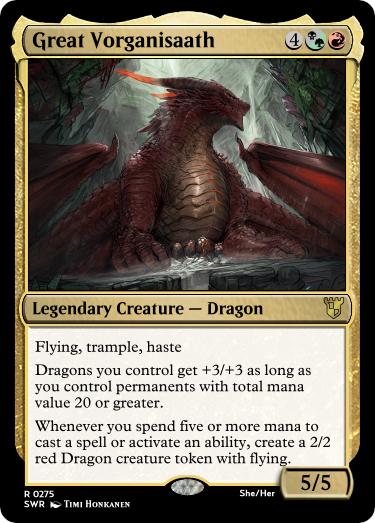 Great Vorganisaath 4
Legendary Creature — Dragon
Flying, trample, haste
Dragons you control get +3/+3 as long as
you control permanents with total mana
value 20 or greater.
Whenever you spend five or more mana to
cast a spell or activate an ability, create a 2/2
red Dragon creature token with flying.
5/5
R 0275 She/Her
SWR Timi Honkanen